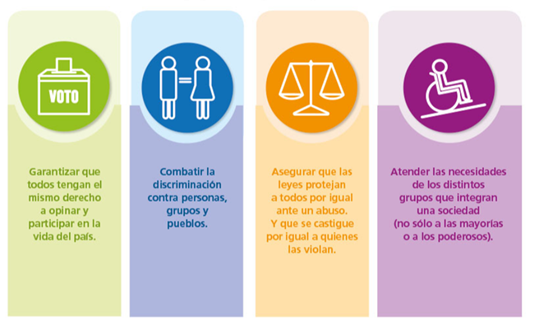 VOTO
Garantizar que
todos tengan el
mismo derecho
a opinar y
participar en la
vida del país.
Combatir la
discriminación
contra personas,
grupos y
pueblos.
Asegurar que las
leyes protejan
a todos por igual
ante un abuso.
Y que se castigue
por igual a quienes
las violan.
Atender las necesidades
de los distintos
grupos que integran
una sociedad
(no sólo a las mayorías
o a los poderosos).